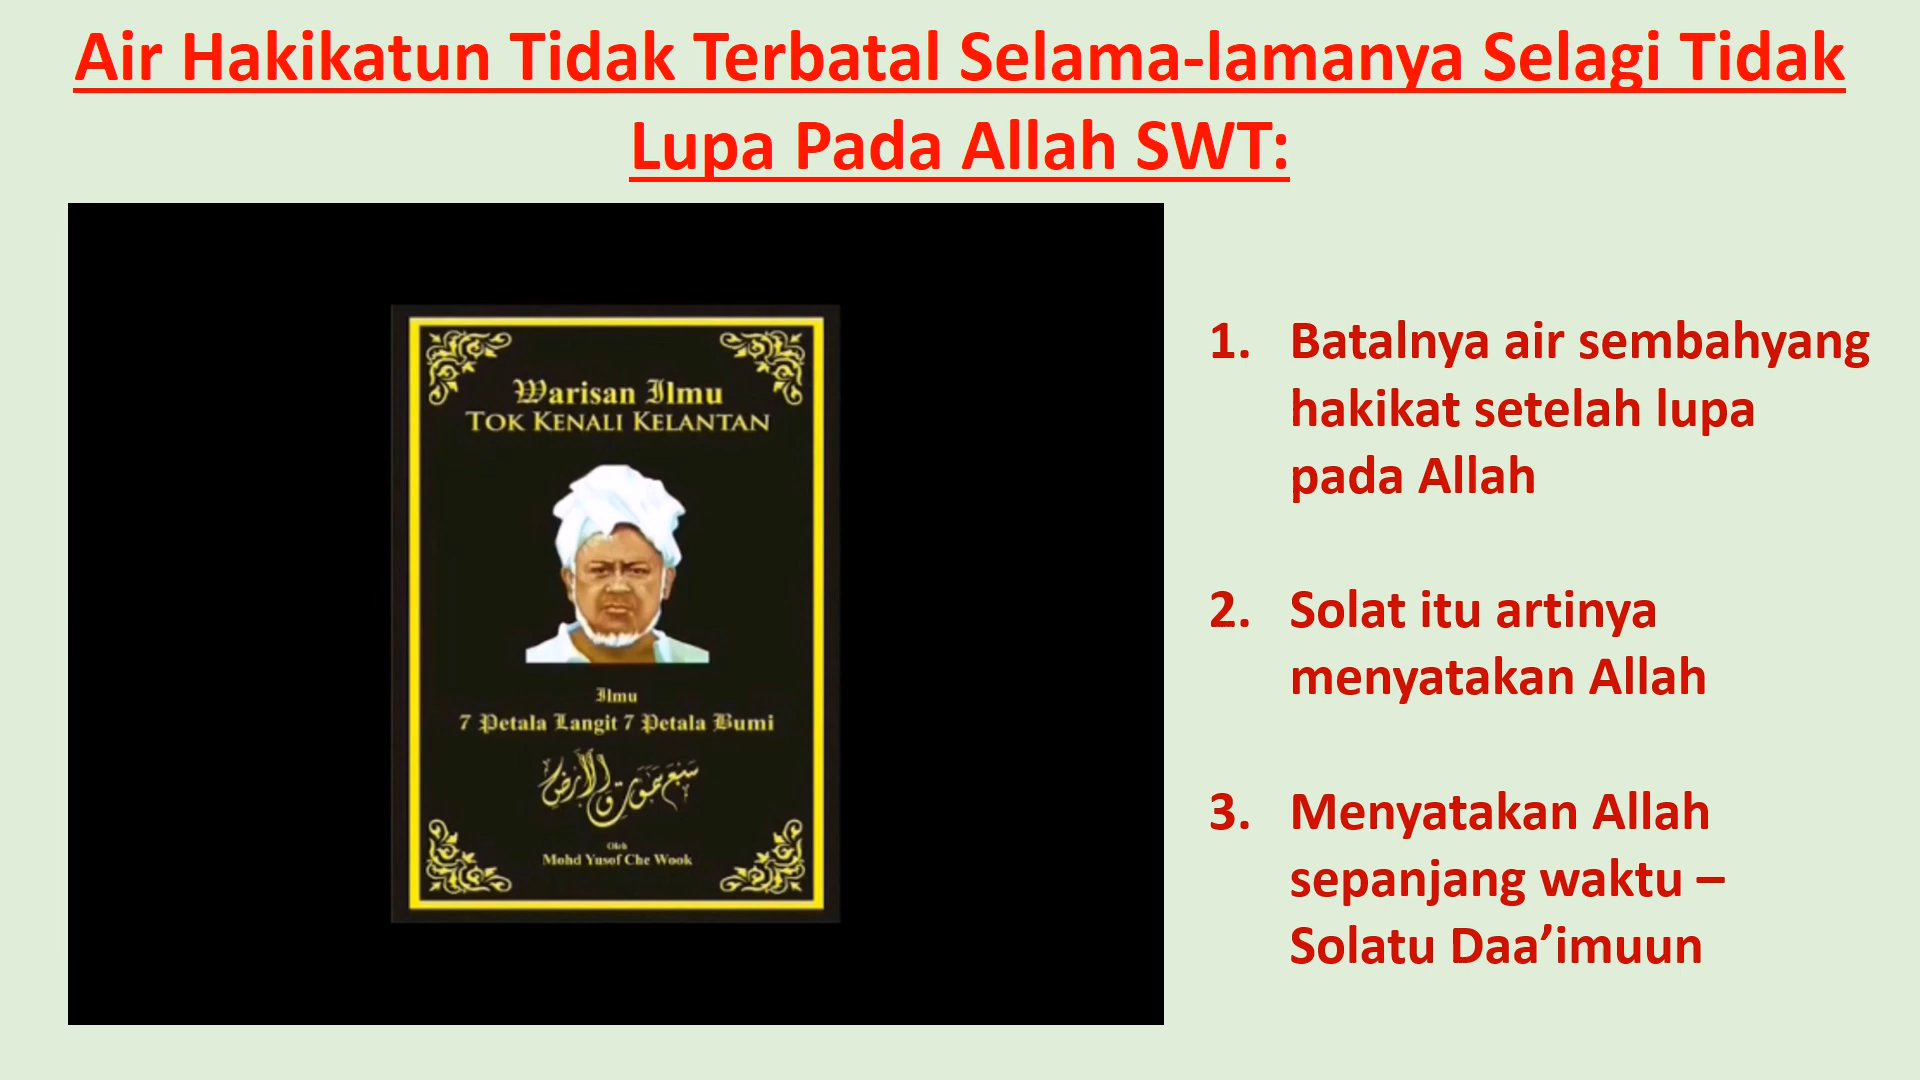 Air Hakikatun Tidak Terbatal Selama-lamanya Selagi Tidak
Lupa Pada Allah SWT:
Warisan Ilmu
TOK KENALI KELANTAN
Ilmu
7 Petala Langit 7 Petala Bumi
Oleh
Mohd Yusof Che Wook
1. Batalnya air sembahyang
hakikat setelah lupa
pada Allah
2. Solat itu artinya
menyatakan Allah
3. Menyatakan Allah
sepanjang waktu –
Solatu Daa’imuun